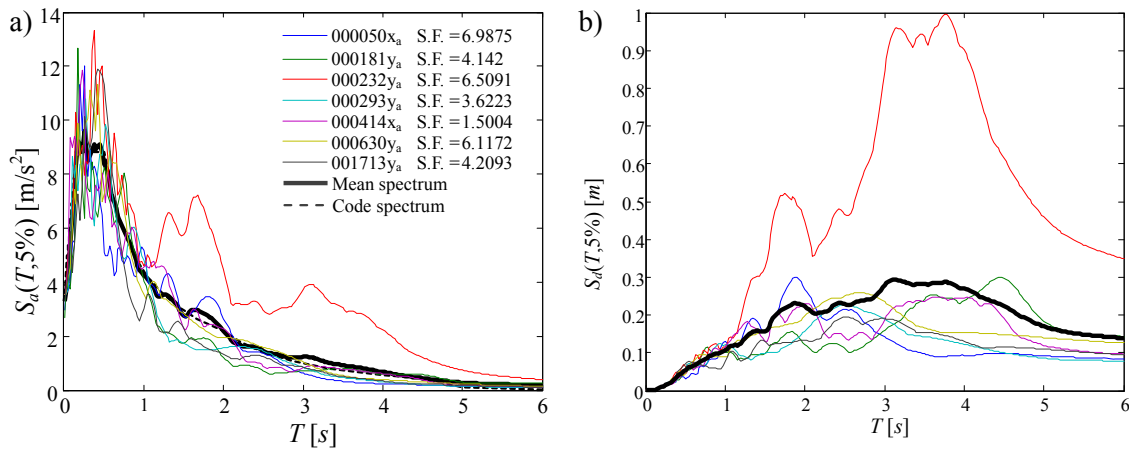 a)
14
12
10
8
6
4
2
0
S_a(T,5%) [m/s²]
000050x_a S.F. =6.9875
000181y_a S.F. =4.142
000232y_a S.F. =6.5091
000293y_a S.F. =3.6223
000414x_a S.F. =1.5004
000630y_a S.F. =6.1172
001713y_a S.F. =4.2093
Mean spectrum
Code spectrum
0 1 2 3 4 5 6
T [s]
b)
1
0.9
0.8
0.7
0.6
0.5
0.4
0.3
0.2
0.1
0
S_d(T,5%) [m]
0 1 2 3 4 5 6
T [s]